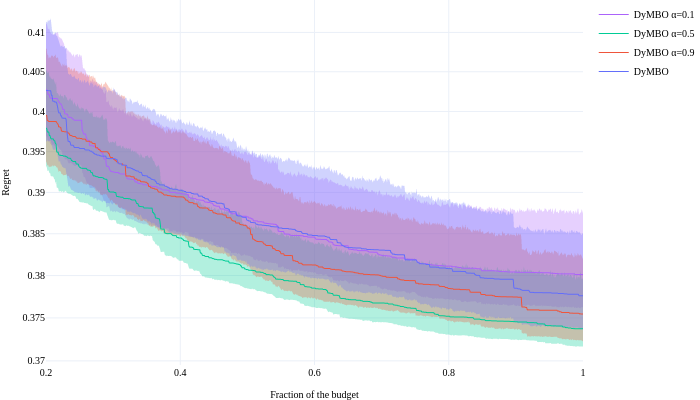 DyMBO α=0.1
DyMBO α=0.5
DyMBO α=0.9
DyMBO
0.41
0.405
0.4
0.395
0.39
0.385
0.38
0.375
0.37
Regret
0.2 0.4 0.6 0.8 1
Fraction of the budget